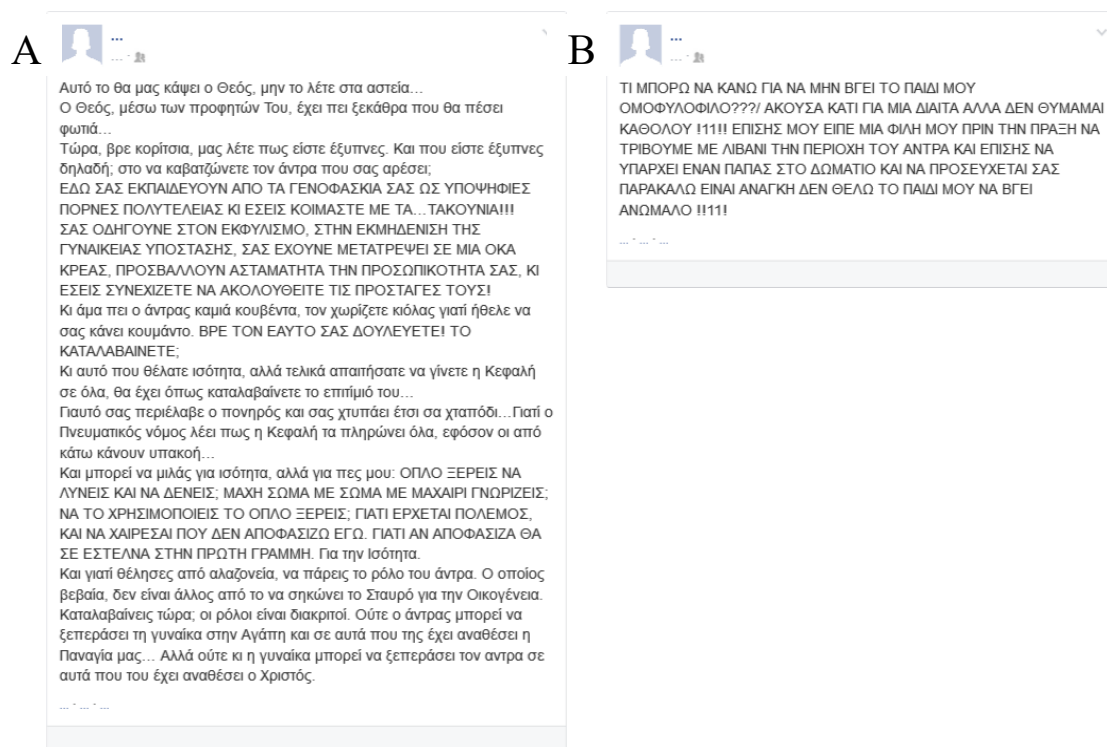 A
...
...
Αυτό το θα μας κάψει ο Θεός, μην το λέτε στα αστεία…
Ο Θεός, μέσω των προφητών Του, έχει πει ξεκάθαρα που θα πέσει
φωτιά…
Τώρα, βρε κορίτσια, μας λέτε πως είστε έξυπνες. Και που είστε έξυπνες
δηλαδή; στο να καβατζώνετε τον άντρα που σας αρέσει;
ΕΔΩ ΣΑΣ ΕΚΠΑΙΔΕΥΟΥΝ ΑΠΟ ΤΑ ΓΕΝΟΦΑΣΚΙΑ ΣΑΣ ΩΣ ΥΠΟΨΗΦΙΕΣ
ΠΟΡΝΕΣ ΠΟΛΥΤΕΛΕΙΑΣ ΚΙ ΕΣΕΙΣ ΚΟΙΜΑΣΤΕ ΜΕ ΤΑ…ΤΑΚΟΥΝΙΑ!!!
ΣΑΣ ΟΔΗΓΟΥΝΕ ΣΤΟΝ ΕΚΦΥΛΙΣΜΟ, ΣΤΗΝ ΕΚΜΗΔΕΝΙΣΗ ΤΗΣ
ΓΥΝΑΙΚΕΙΑΣ ΥΠΟΣΤΑΣΗΣ, ΣΑΣ ΕΧΟΥΝΕ ΜΕΤΑΤΡΕΨΕΙ ΣΕ ΜΙΑ ΟΚΑ
ΚΡΕΑΣ, ΠΡΟΣΒΑΛΛΟΥΝ ΑΣΤΑΜΑΤΗΤΑ ΤΗΝ ΠΡΟΣΩΠΙΚΟΤΗΤΑ ΣΑΣ, ΚΙ
ΕΣΕΙΣ ΣΥΝΕΧΙΖΕΤΕ ΝΑ ΑΚΟΛΟΥΘΕΙΤΕ ΤΙΣ ΠΡΟΣΤΑΓΕΣ ΤΟΥΣ!
Κι άμα πει ο άντρας καμιά κουβέντα, τον χωρίζετε κιόλας γιατί ήθελε να
σας κάνει κουμάντο. ΒΡΕ ΤΟΝ ΕΑΥΤΟ ΣΑΣ ΔΟΥΛΕΥΕΤΕ! ΤΟ
ΚΑΤΑΛΑΒΑΙΝΕΤΕ;
Κι αυτό που θέλατε ισότητα, αλλά τελικά απαιτήσατε να γίνετε η Κεφαλή
σε όλα, θα έχει όπως καταλαβαίνετε το επιτίμιό του…
Γιαυτό σας περιέλαβε ο πονηρός και σας χτυπάει έτσι σα χταπόδι…Γιατί ο
Πνευματικός νόμος λέει πως η Κεφαλή τα πληρώνει όλα, εφόσον οι από
κάτω κάνουν υπακοή…
Και μπορεί να μιλάς για ισότητα, αλλά για πες μου: ΟΠΛΟ ΞΕΡΕΙΣ ΝΑ
ΛΥΝΕΙΣ ΚΑΙ ΝΑ ΔΕΝΕΙΣ; ΜΑΧΗ ΣΩΜΑ ΜΕ ΣΩΜΑ ΜΕ ΜΑΧΑΙΡΙ ΓΝΩΡΙΖΕΙΣ;
ΝΑ ΤΟ ΧΡΗΣΙΜΟΠΟΙΕΙΣ ΤΟ ΟΠΛΟ ΞΕΡΕΙΣ; ΓΙΑΤΙ ΕΡΧΕΤΑΙ ΠΟΛΕΜΟΣ,
ΚΑΙ ΝΑ ΧΑΙΡΕΣΑΙ ΠΟΥ ΔΕΝ ΑΠΟΦΑΣΙΖΩ ΕΓΩ. ΓΙΑΤΙ ΑΝ ΑΠΟΦΑΣΙΖΑ ΘΑ
ΣΕ ΕΣΤΕΛΝΑ ΣΤΗΝ ΠΡΩΤΗ ΓΡΑΜΜΗ. Για την Ισότητα.
Και γιατί θέλησες από αλαζονεία, να πάρεις το ρόλο του άντρα. Ο οποίος
βεβαία, δεν είναι άλλος από το να σηκώνει το Σταυρό για την Οικογένεια.
Καταλαβαίνεις τώρα; οι ρόλοι είναι διακριτοί. Ούτε ο άντρας μπορεί να
ξεπεράσει τη γυναίκα στην Αγάπη και σε αυτά που της έχει αναθέσει η
Παναγία μας… Αλλά ούτε κι η γυναίκα μπορεί να ξεπεράσει τον αντρα σε
αυτά που του έχει αναθέσει ο Χριστός.
... · ... · ...
B
...
...
ΤΙ ΜΠΟΡΩ ΝΑ ΚΑΝΩ ΓΙΑ ΝΑ ΜΗΝ ΒΓΕΙ ΤΟ ΠΑΙΔΙ ΜΟΥ
ΟΜΟΦΥΛΟΦΙΛΟ???/ ΑΚΟΥΣΑ ΚΑΤΙ ΓΙΑ ΜΙΑ ΔΙΑΙΤΑ ΑΛΛΑ ΔΕΝ ΘΥΜΑΜΑΙ
ΚΑΘΟΛΟΥ !11!! ΕΠΙΣΗΣ ΜΟΥ ΕΙΠΕ ΜΙΑ ΦΙΛΗ ΜΟΥ ΠΡΙΝ ΤΗΝ ΠΡΑΞΗ ΝΑ
ΤΡΙΒΟΥΜΕ ΜΕ ΛΙΒΑΝΙ ΤΗΝ ΠΕΡΙΟΧΗ ΤΟΥ ΑΝΤΡΑ ΚΑΙ ΕΠΙΣΗΣ ΝΑ
ΥΠΑΡΧΕΙ ΕΝΑΝ ΠΑΠΑΣ ΣΤΟ ΔΩΜΑΤΙΟ ΚΑΙ ΝΑ ΠΡΟΣΕΥΧΕΤΑΙ ΣΑΣ
ΠΑΡΑΚΑΛΩ ΕΙΝΑΙ ΑΝΑΓΚΗ ΔΕΝ ΘΕΛΩ ΤΟ ΠΑΙΔΙ ΜΟΥ ΝΑ ΒΓΕΙ
ΑΝΩΜΑΛΟ !!11!
... · ... · ...